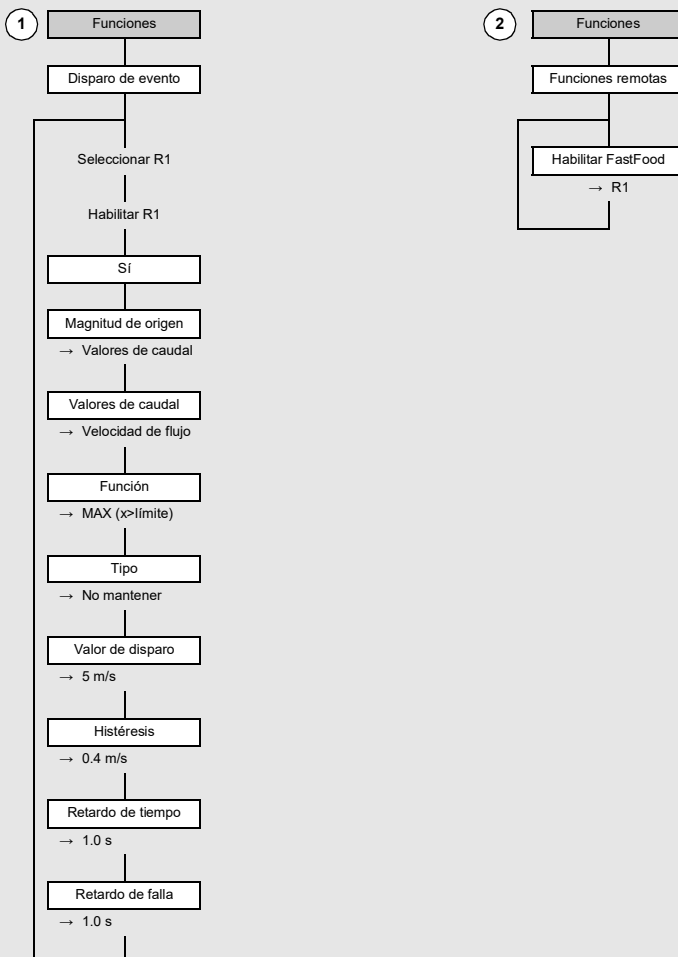 1
Funciones
Disparo de evento
Seleccionar R1
Habilitar R1
Sí
Magnitud de origen
→ Valores de caudal
Valores de caudal
→ Velocidad de flujo
Función
→ MAX (x>límite)
Tipo
→ No mantener
Valor de disparo
→ 5 m/s
Histéresis
→ 0.4 m/s
Retardo de tiempo
→ 1.0 s
Retardo de falla
→ 1.0 s
2
Funciones
Funciones remotas
Habilitar FastFood
→ R1